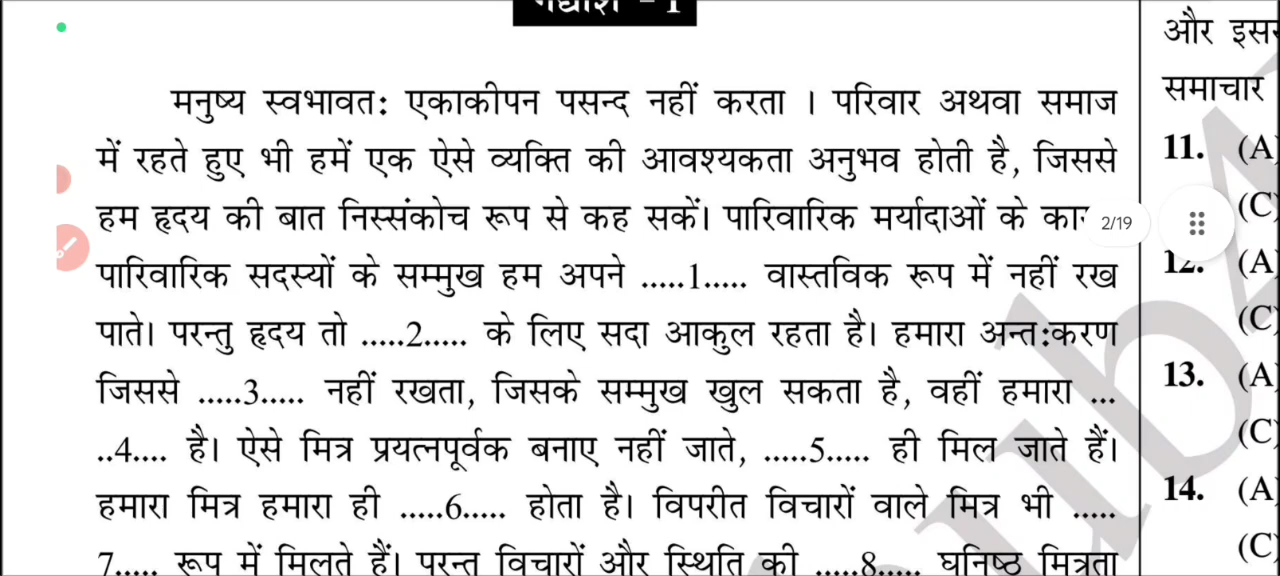 मनुष्य स्वभावतः एकाकीपन पसन्द नहीं करता । परिवार अथवा समाज
में रहते हुए भी हमें एक ऐसे व्यक्ति की आवश्यकता अनुभव होती है, जिससे
हम हृदय की बात निस्संकोच रूप से कह सकें। पारिवारिक मर्यादाओं के
पारिवारिक सदस्यों के सम्मुख हम अपने .....1..... वास्तविक रूप में नहीं रख
पाते। परन्तु हृदय तो .....2..... के लिए सदा आकुल रहता है। हमारा अन्तःकरण
जिससे .....3..... नहीं रखता, जिसके सम्मुख खुल सकता है, वहीं हमारा ...
..4.... है। ऐसे मित्र प्रयत्नपूर्वक बनाए नहीं जाते, .....5..... ही मिल जाते हैं।
हमारा मित्र हमारा ही .....6..... होता है। विपरीत विचारों वाले मित्र भी .....
7..... रूप में मिलते हैं। परन्तु विचारों और स्थिति की .....8..... घनिष्ठ मित्रता
2/19
और
समाचार
11. (A
(C)
12. (A
(C)
13. (A)
(C)
14. (A)
(C)